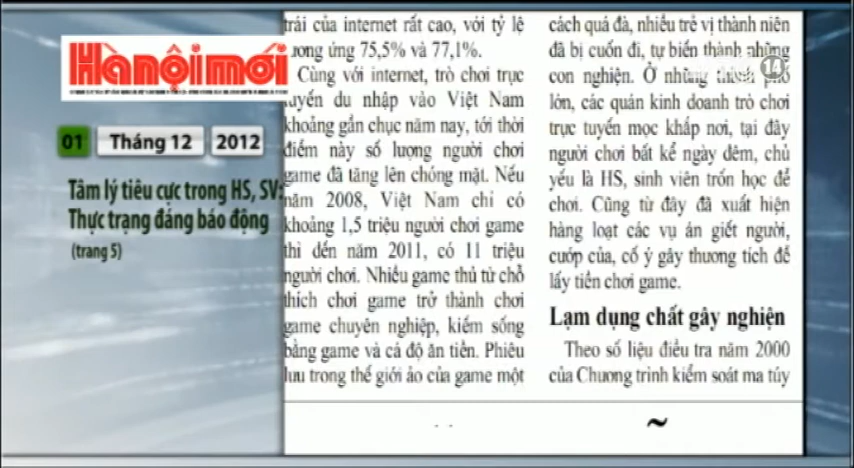 Hànộimới
01 Tháng 12 2012
Tâm lý tiêu cực trong HS, SV:
Thực trạng đáng báo động
(trang 5)
trái của internet rất cao, với tỷ lệ
ương ứng 75,5% và 77,1%.
Cùng với internet, trò chơi trực
tuyến du nhập vào Việt Nam
khoảng gần chục năm nay, tới thời
điểm này số lượng người chơi
game đã tăng lên chóng mặt. Nếu
năm 2008, Việt Nam chỉ có
khoảng 1,5 triệu người chơi game
thì đến năm 2011, có 11 triệu
người chơi. Nhiều game thủ từ chỗ
thích chơi game trở thành chơi
game chuyên nghiệp, kiếm sống
bằng game và cá độ ăn tiền. Phiêu
lưu trong thế giới ảo của game một
cách quá đà, nhiều trẻ vị thành niên
đã bị cuốn đi, tự biến thành những
con nghiện. Ở những thành phố
14
lớn, các quán kinh doanh trò chơi
trực tuyến mọc khắp nơi, tại đây
người chơi bất kể ngày đêm, chủ
yếu là HS, sinh viên trốn học để
chơi. Cũng từ đây đã xuất hiện
hàng loạt các vụ án giết người,
cướp của, cố ý gây thương tích để
lấy tiền chơi game.
Lạm dụng chất gây nghiện
Theo số liệu điều tra năm 2000
của Chương trình kiểm soát ma túy
~